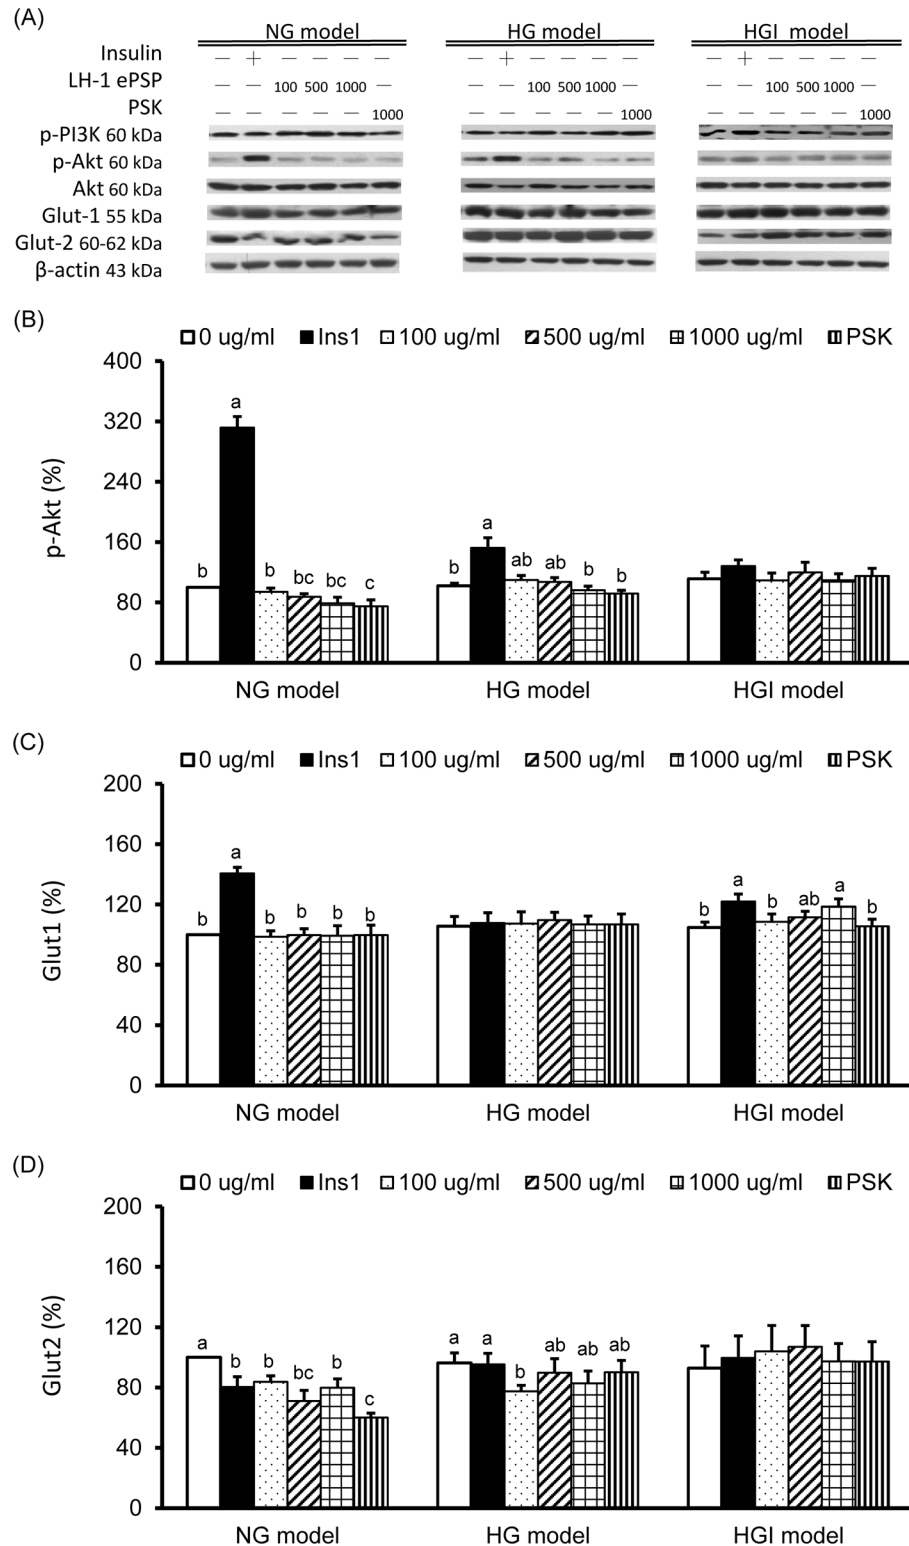 (A)
NG model HG model HGI model
Insulin — + — — — — — + — — — — — + — — — —
LH-1 ePSP — — 100 500 1000 — — — 100 500 1000 — — — 100 500 1000 —
PSK — — — — — 1000 — — — — — 1000 — — — — — 1000
p-PI3K 60 kDa
p-Akt 60 kDa
Akt 60 kDa
Glut-1 55 kDa
Glut-2 60-62 kDa
β-actin 43 kDa
(B)
0 ug/ml Ins1 100 ug/ml 500 ug/ml 1000 ug/ml PSK
p-Akt (%)
400
320
240
160
80
0
b a b bc bc c b a ab ab b b
NG model HG model HGI model
(C)
0 ug/ml Ins1 100 ug/ml 500 ug/ml 1000 ug/ml PSK
Glut1 (%)
200
160
120
80
40
0
b a b b b b b a b ab a b
NG model HG model HGI model
(D)
0 ug/ml Ins1 100 ug/ml 500 ug/ml 1000 ug/ml PSK
Glut2 (%)
200
160
120
80
40
0
a b b bc b c a a b ab ab ab
NG model HG model HGI model